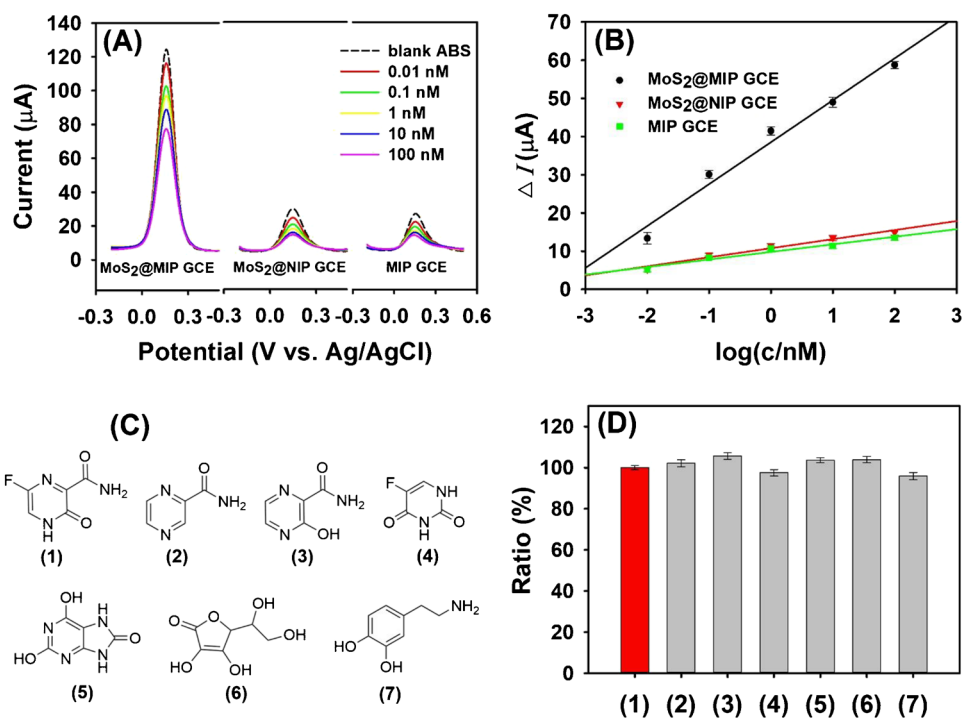 (A)
140
120
100
80
60
40
20
0
Current (µA)
blank ABS
0.01 nM
0.1 nM
1 nM
10 nM
100 nM
MoS2@MIP GCE
MoS2@NIP GCE
MIP GCE
-0.3 0.0 0.3 -0.3 0.0 0.3 -0.3 0.0 0.3 0.6
Potential (V vs. Ag/AgCl)
(B)
70
60
50
40
30
20
10
0
△ I (µA)
MoS2@MIP GCE
MoS2@NIP GCE
MIP GCE
-3 -2 -1 0 1 2 3
log(c/nM)
(C)
F
N
O
NH2
N
H
O
(1)
N
N
O
NH2
(2)
N
N
O
NH2
OH
(3)
F
NH
O
N
H
O
(4)
OH
N
H
N
O
HO
N
N
H
(5)
O
O
HO
OH
OH
HO
(6)
HO
OH
NH2
(7)
(D)
120
100
80
60
40
20
0
Ratio (%)
(1) (2) (3) (4) (5) (6) (7)